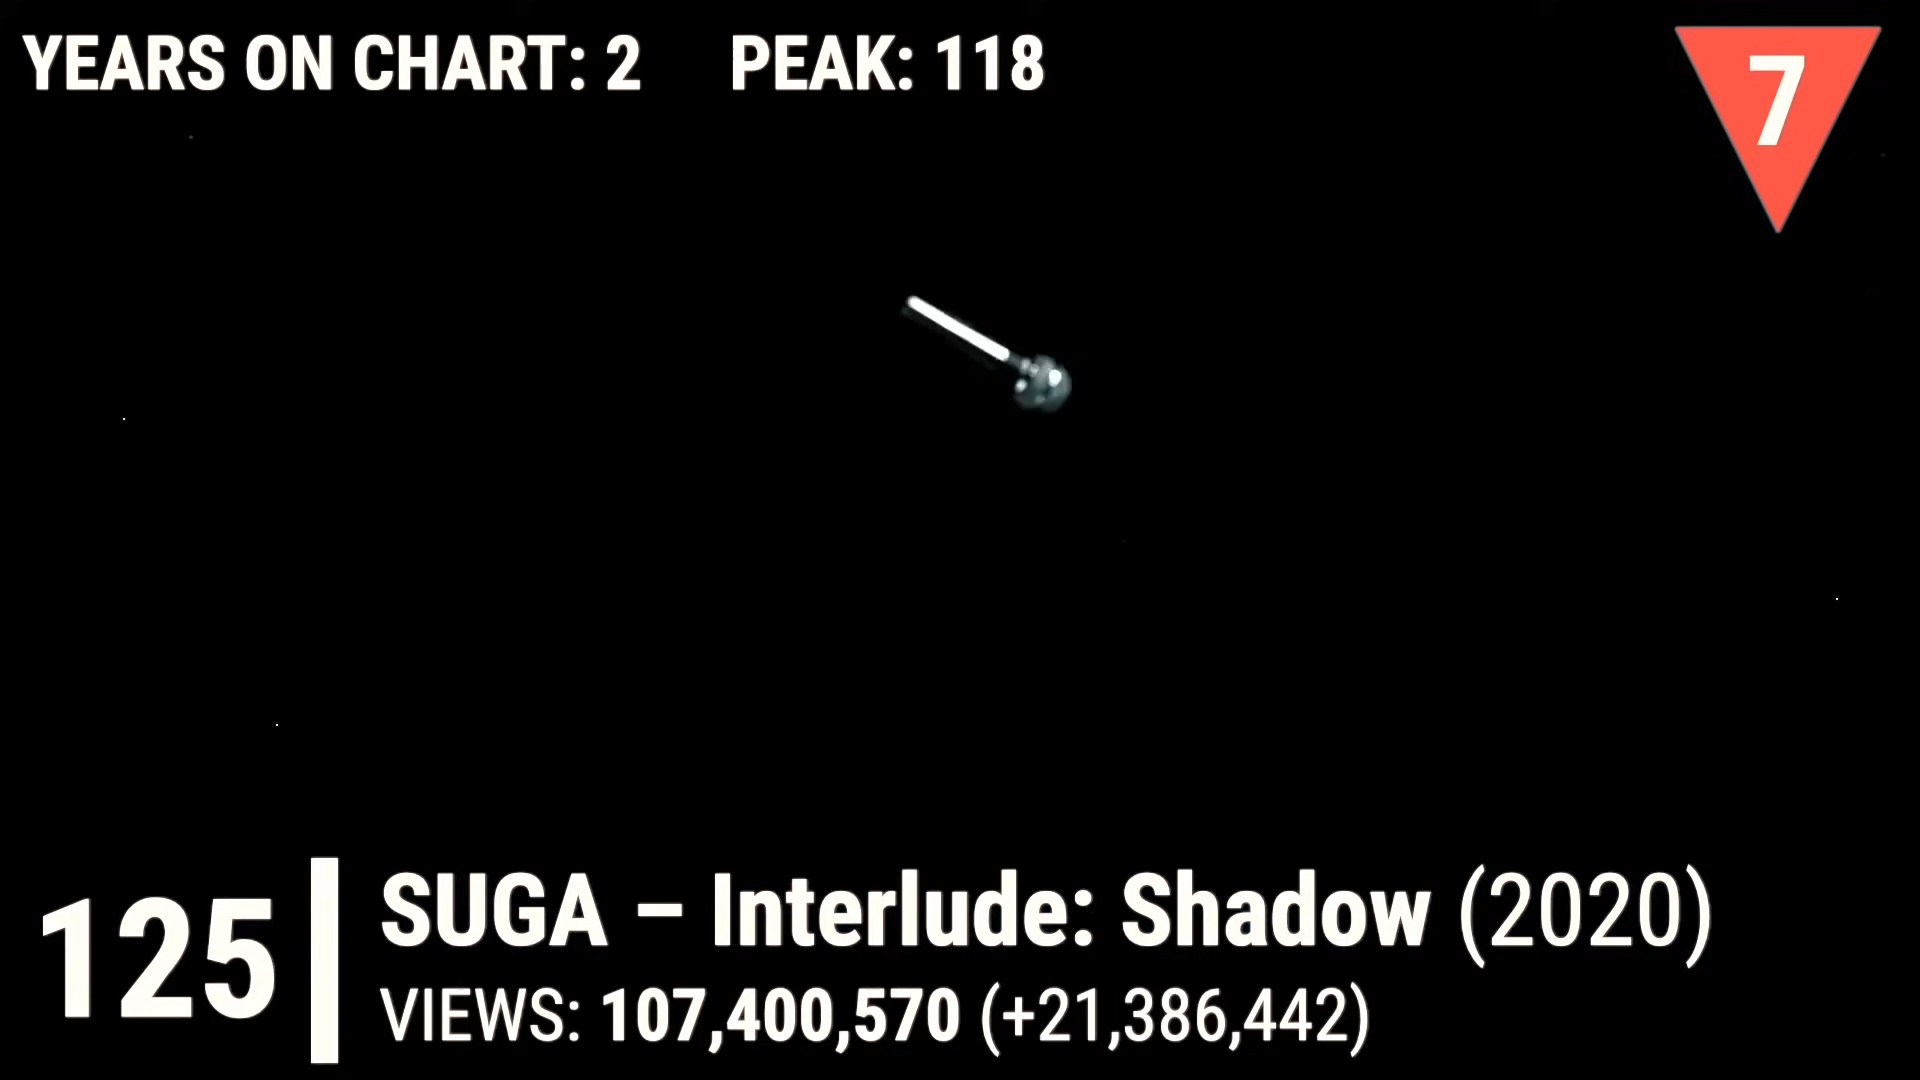 YEARS ON CHART: 2 PEAK: 118
7
125
SUGA – Interlude: Shadow (2020)
VIEWS: 107,400,570 (+21,386,442)